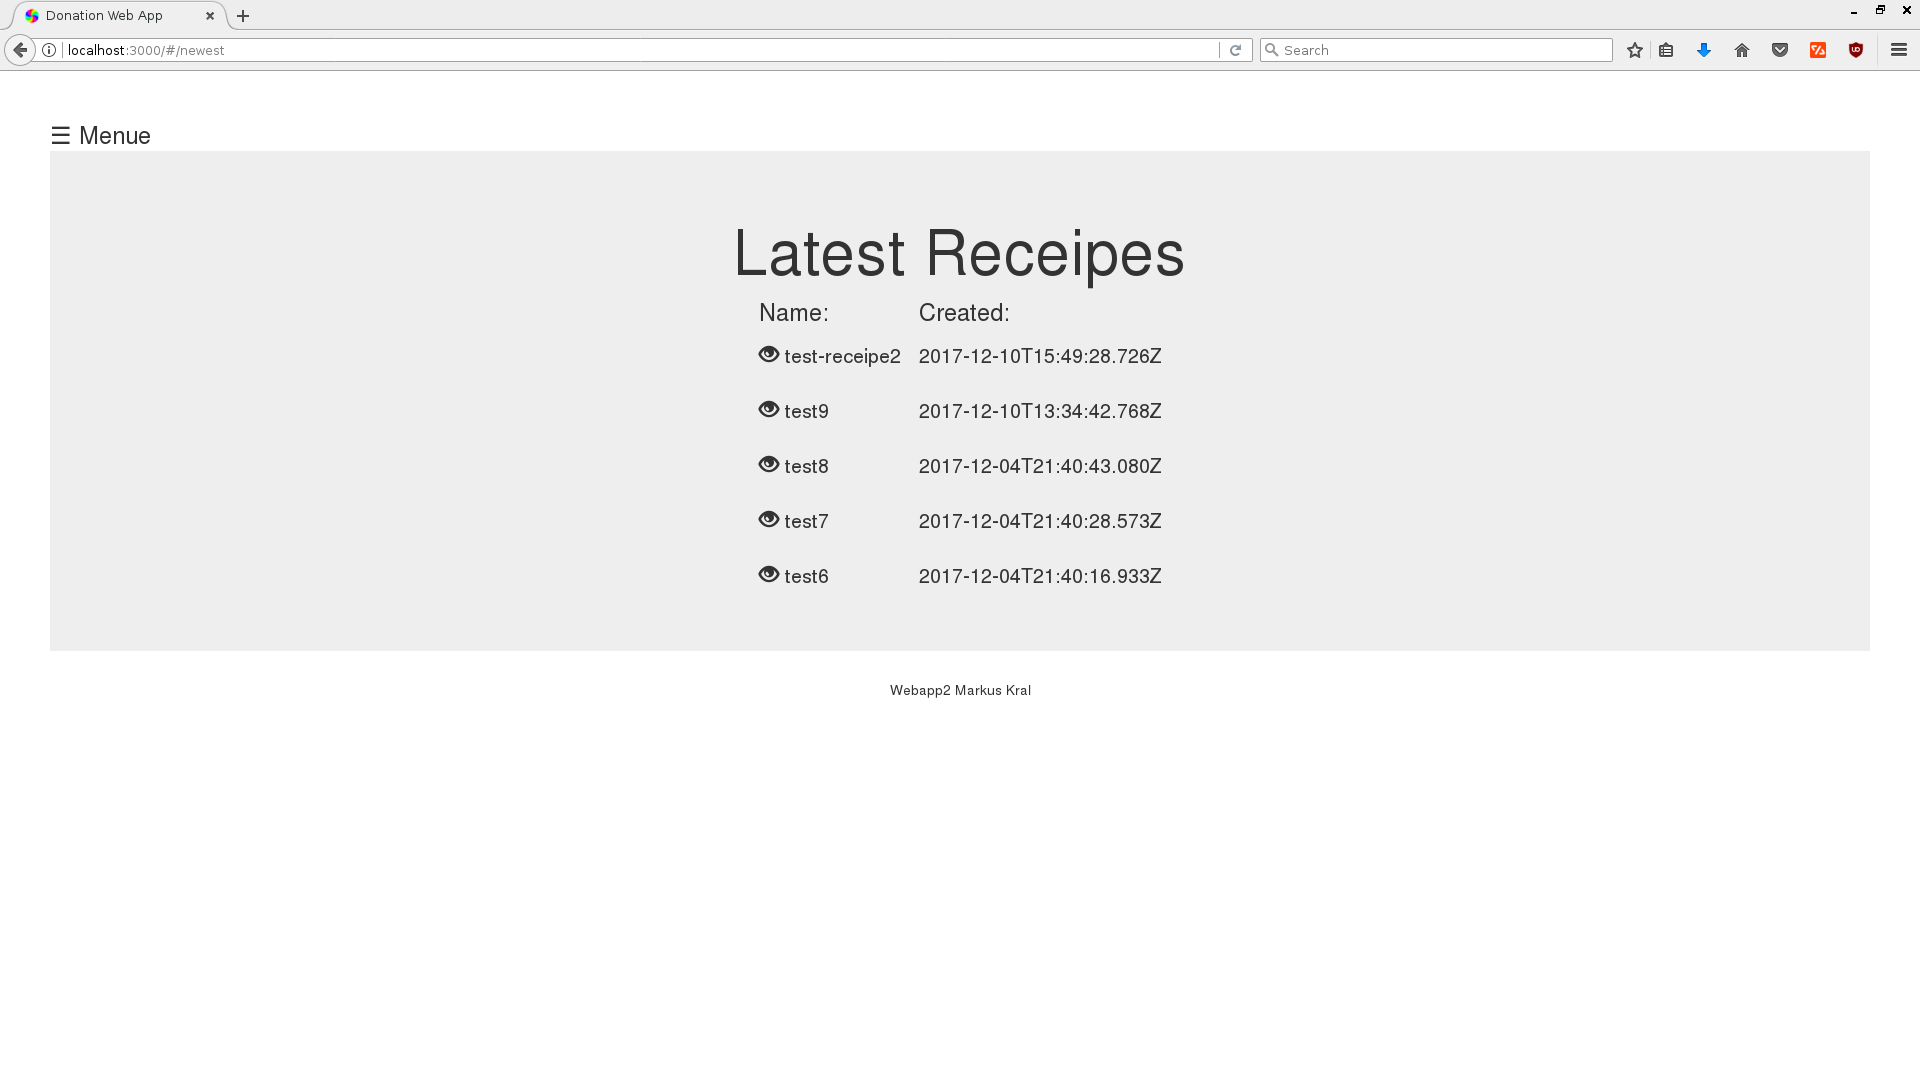 Donation Web App
localhost:3000/#/newest
Search
☰ Menue
Latest Receipes
Name: Created:
test-receipe2 2017-12-10T15:49:28.726Z
test9 2017-12-10T13:34:42.768Z
test8 2017-12-04T21:40:43.080Z
test7 2017-12-04T21:40:28.573Z
test6 2017-12-04T21:40:16.933Z
Webapp2 Markus Kral